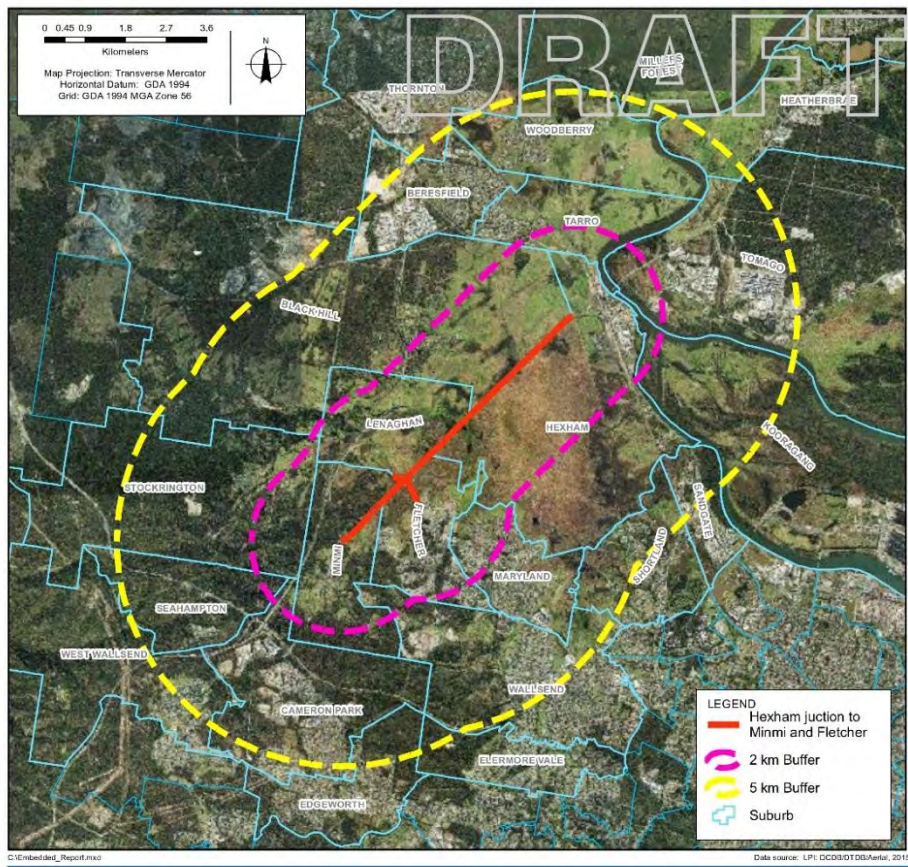 0 0.45 0.9 1.8 2.7 3.6
Kilometers
Map Projection: Transverse Mercator
Horizontal Datum: GDA 1994
Grid: GDA 1994 MGA Zone 56
N
DRAFT
MILLERS
FOREST
THORNTON
HEATHERBRAE
WOODBERRY
BERESFIELD
TARRO
TOMAGO
BLACK HILL
LENAGHAN
HEXHAM
KOORAGANG
STOCKRINGTON
FLETCHER
SANDGATE
MINMI
SHORTLAND
MARYLAND
SEAHAMPTON
WEST WALLSEND
WALLSEND
CAMERON PARK
ELERMORE VALE
EDGEWORTH
LEGEND
Hexham juction to
Minmi and Fletcher
2 km Buffer
5 km Buffer
Suburb
C:\Embedded_Report.mxd
Data source: LPI: DCDB/DTDB/Aerial, 2016